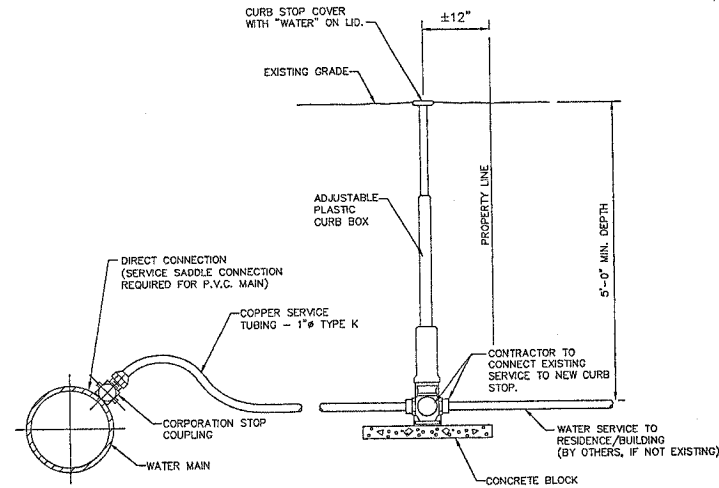 CURB STOP COVER
WITH "WATER" ON LID.
±12"
EXISTING GRADE
ADJUSTABLE
PLASTIC
CURB BOX
PROPERTY LINE
5'-0" MIN. DEPTH
DIRECT CONNECTION
(SERVICE SADDLE CONNECTION
REQUIRED FOR P.V.C. MAIN)
COPPER SERVICE
TUBING - 1"ø TYPE K
CONTRACTOR TO
CONNECT EXISTING
SERVICE TO NEW CURB
STOP.
CORPORATION STOP
COUPLING
WATER MAIN
WATER SERVICE TO
RESIDENCE/BUILDING
(BY OTHERS, IF NOT EXISTING)
CONCRETE BLOCK